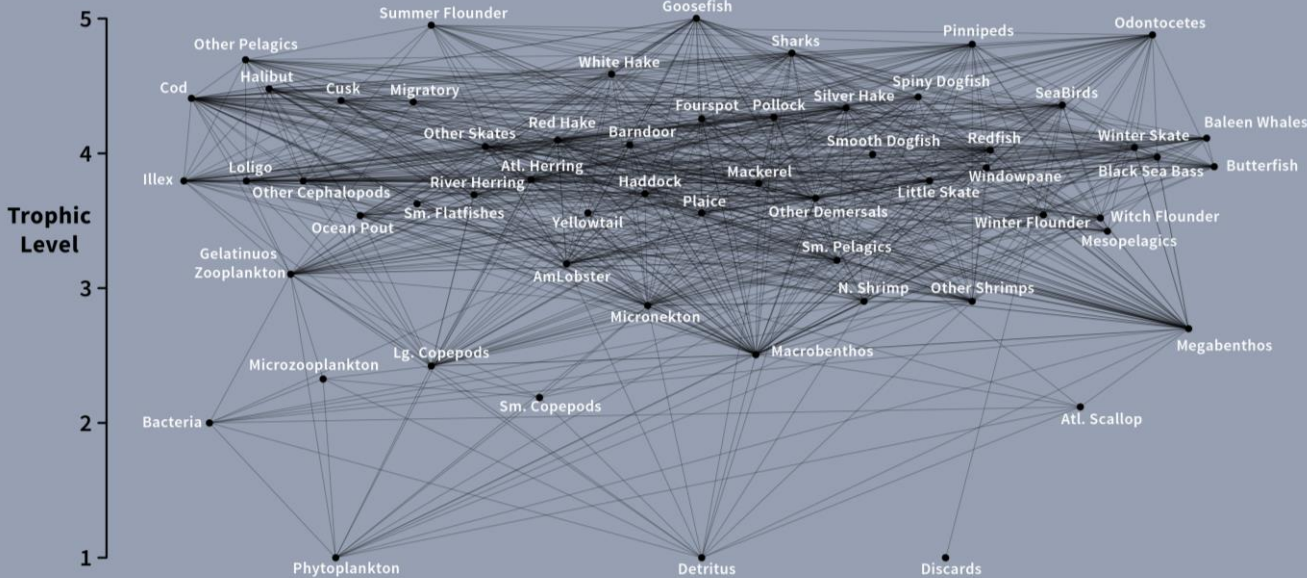 Goosefish
5
Summer Flounder
Odontocetes
Pinnipeds
Sharks
Other Pelagics
White Hake
Halibut
Spiny Dogfish
Cod
Cusk
Migratory
Silver Hake
SeaBirds
Fourspot
Pollock
Red Hake
Baleen Whales
Other Skates
Barndoor
Smooth Dogfish
Redfish
Winter Skate
4
Atl. Herring
Loligo
Mackerel
Black Sea Bass
Butterfish
Windowpane
Illex
River Herring
Haddock
Other Cephalopods
Little Skate
Plaice
Sm. Flatfishes
Other Demersals
Trophic
Level
Ocean Pout
Yellowtail
Winter Flounder
Witch Flounder
Mesopelagics
Sm. Pelagics
Gelatinuos
Zooplankton
AmLobster
3
N. Shrimp
Other Shrimps
Micronekton
Megabenthos
Lg. Copepods
Macrobenthos
Microzooplankton
Sm. Copepods
Bacteria
2
Atl. Scallop
1
Phytoplankton
Detritus
Discards